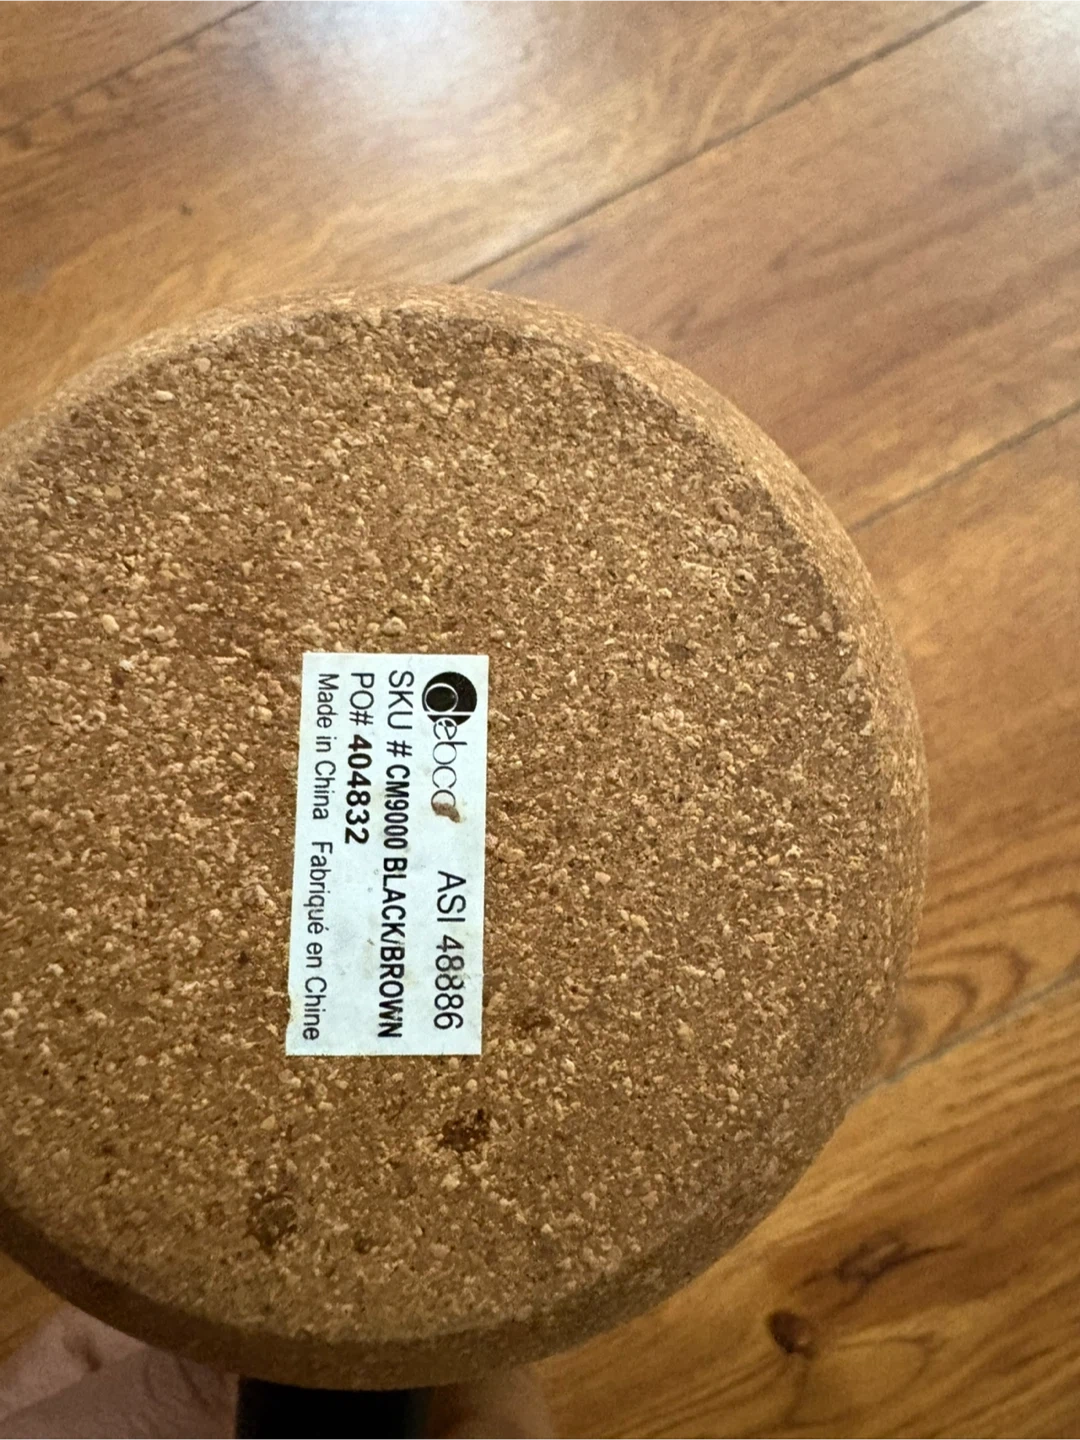 debco ASI 48886
SKU # CM9000 BLACK/BROWN
PO# 404832
Made in China Fabriqué en Chine